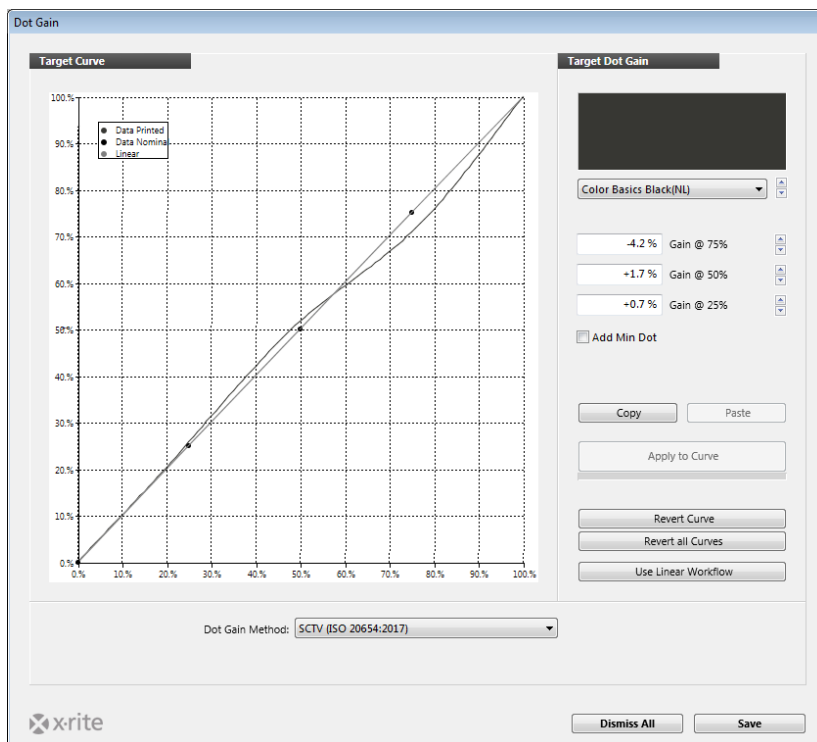 Dot Gain
Target Curve
100.%
90.%
80.%
70.%
60.%
50.%
40.%
30.%
20.%
10.%
0.%
Data Printed
Data Nominal
Linear
0.% 10.% 20.% 30.% 40.% 50.% 60.% 70.% 80.% 90.% 100.%
Target Dot Gain
Color Basics Black(NL)
-4.2 % Gain @ 75%
+1.7 % Gain @ 50%
+0.7 % Gain @ 25%
Add Min Dot
Copy Paste
Apply to Curve
Revert Curve
Revert all Curves
Use Linear Workflow
Dot Gain Method: SCTV (ISO 20654:2017)
x·rite
Dismiss All Save